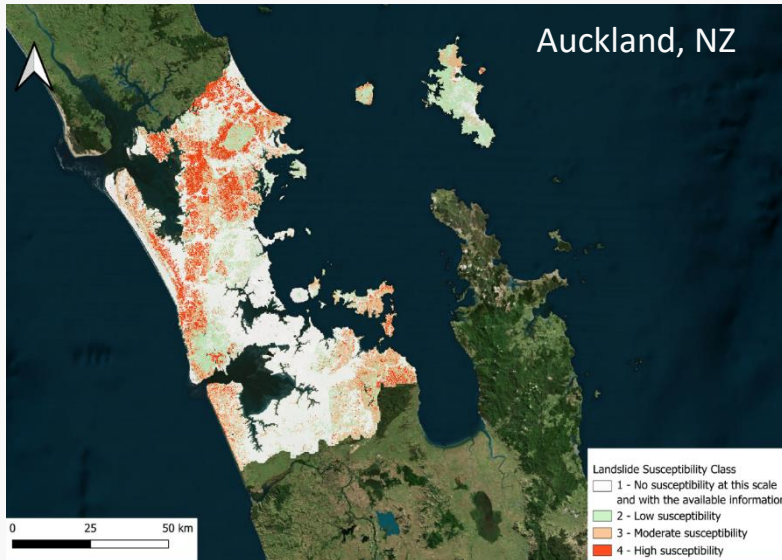 Auckland, NZ
Landslide Susceptibility Class
1 - No susceptibility at this scale
and with the available information
2 - Low susceptibility
3 - Moderate susceptibility
4 - High susceptibility
0 25 50 km